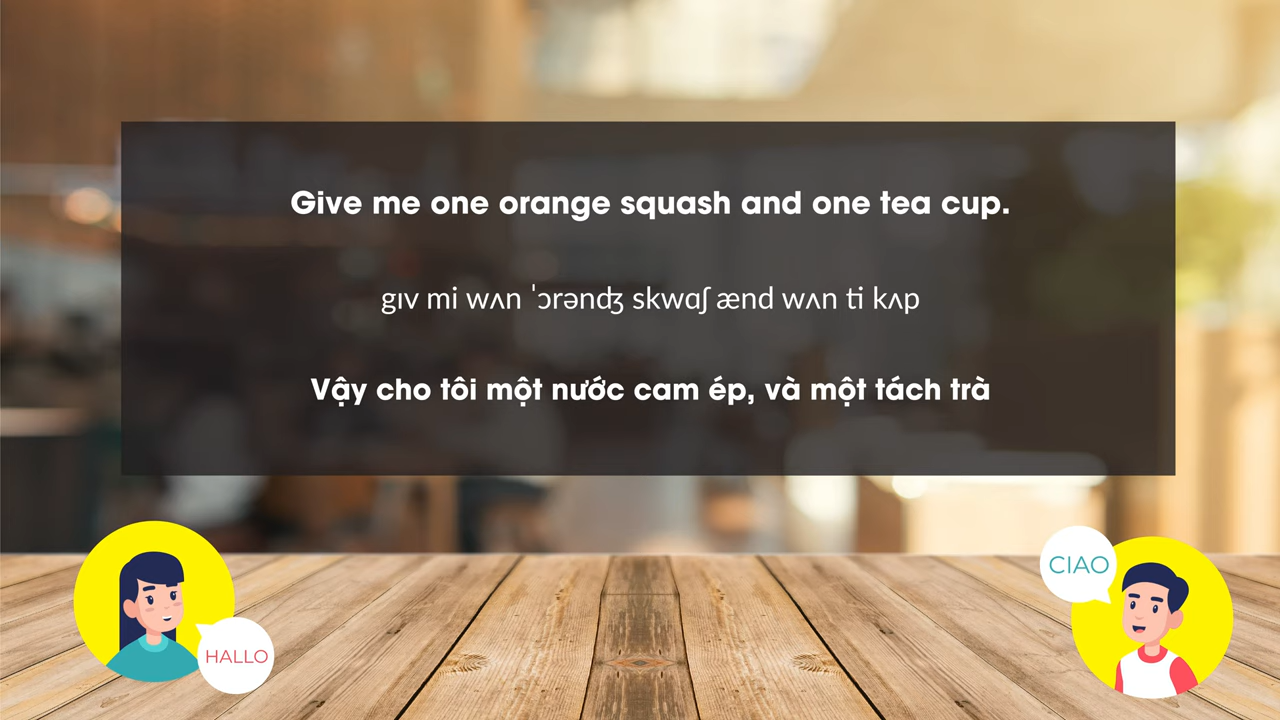 Give me one orange squash and one tea cup.
gɪv mi wʌn ˈɔrənʤ skwɑʃ ænd wʌn ti kʌp
Vậy cho tôi một nước cam ép, và một tách trà
CIAO
HALLO